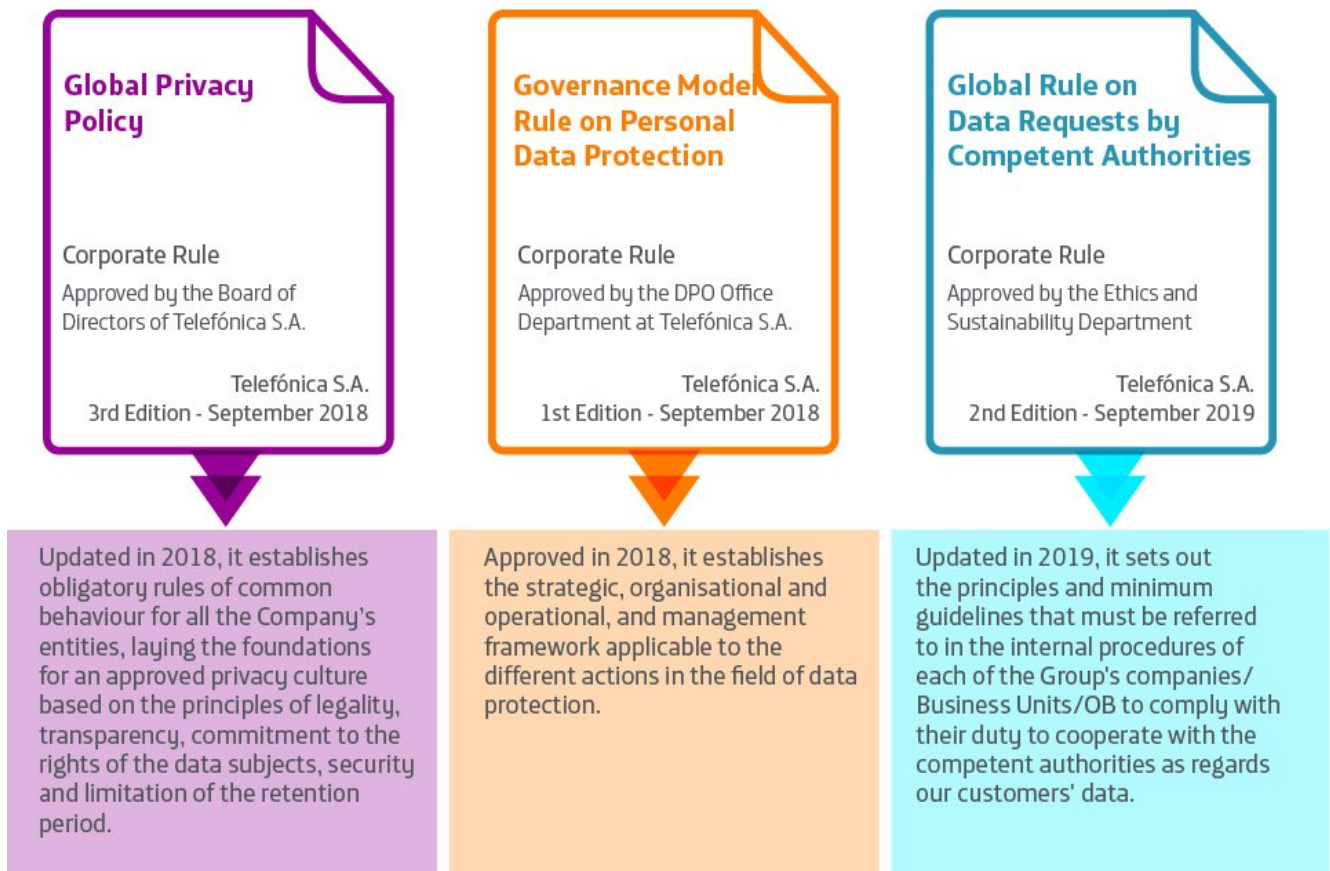 Global Privacy
Policy
Corporate Rule
Approved by the Board of
Directors of Telefónica S.A.
Telefónica S.A.
3rd Edition - September 2018
Updated in 2018, it establishes
obligatory rules of common
behaviour for all the Company's
entities, laying the foundations
for an approved privacy culture
based on the principles of legality,
transparency, commitment to the
rights of the data subjects, security
and limitation of the retention
period.
Governance Model
Rule on Personal
Data Protection
Corporate Rule
Approved by the DPO Office
Department at Telefónica S.A.
Telefónica S.A.
1st Edition - September 2018
Approved in 2018, it establishes
the strategic, organisational and
operational, and management
framework applicable to the
different actions in the field of data
protection.
Global Rule on
Data Requests by
Competent Authorities
Corporate Rule
Approved by the Ethics and
Sustainability Department
Telefónica S.A.
2nd Edition - September 2019
Updated in 2019, it sets out
the principles and minimum
guidelines that must be referred
to in the internal procedures of
each of the Group's companies/
Business Units/OB to comply with
their duty to cooperate with the
competent authorities as regards
our customers' data.